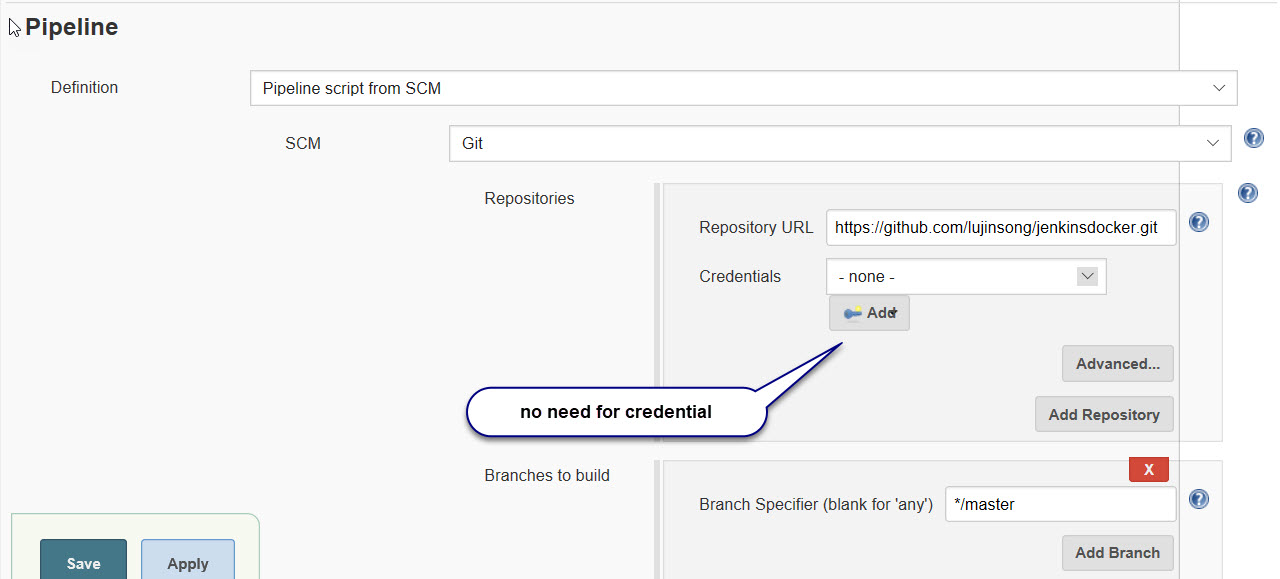 Pipeline
Definition
Pipeline script from SCM
SCM
Git
?
Repositories
?
Repository URL
https://github.com/lujinsong/jenkinsdocker.git
?
Credentials
- none -
Add
Advanced...
no need for credential
Add Repository
Branches to build
X
Branch Specifier (blank for 'any')
*/master
?
Save
Apply
Add Branch